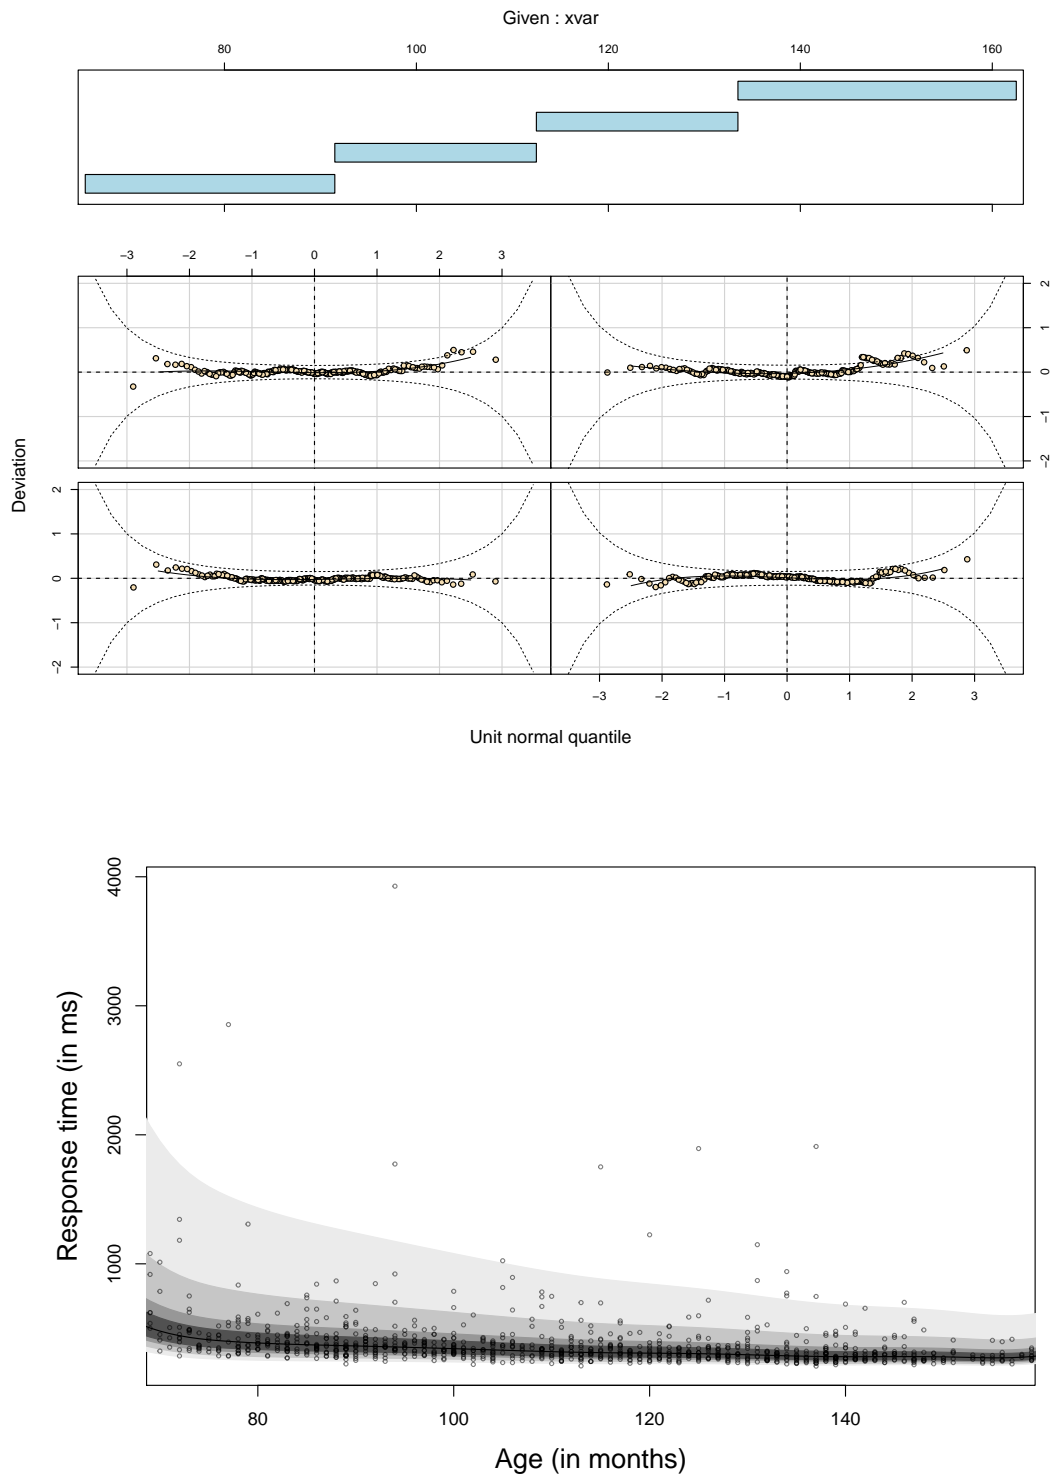 Given : xvar
80 100 120 140 160
−3 −2 −1 0 1 2 3
2
1
0
−1
−2
Deviation
2
1
0
−1
−2
−3 −2 −1 0 1 2 3
Unit normal quantile
4000
3000
2000
1000
Response time (in ms)
80 100 120 140
Age (in months)